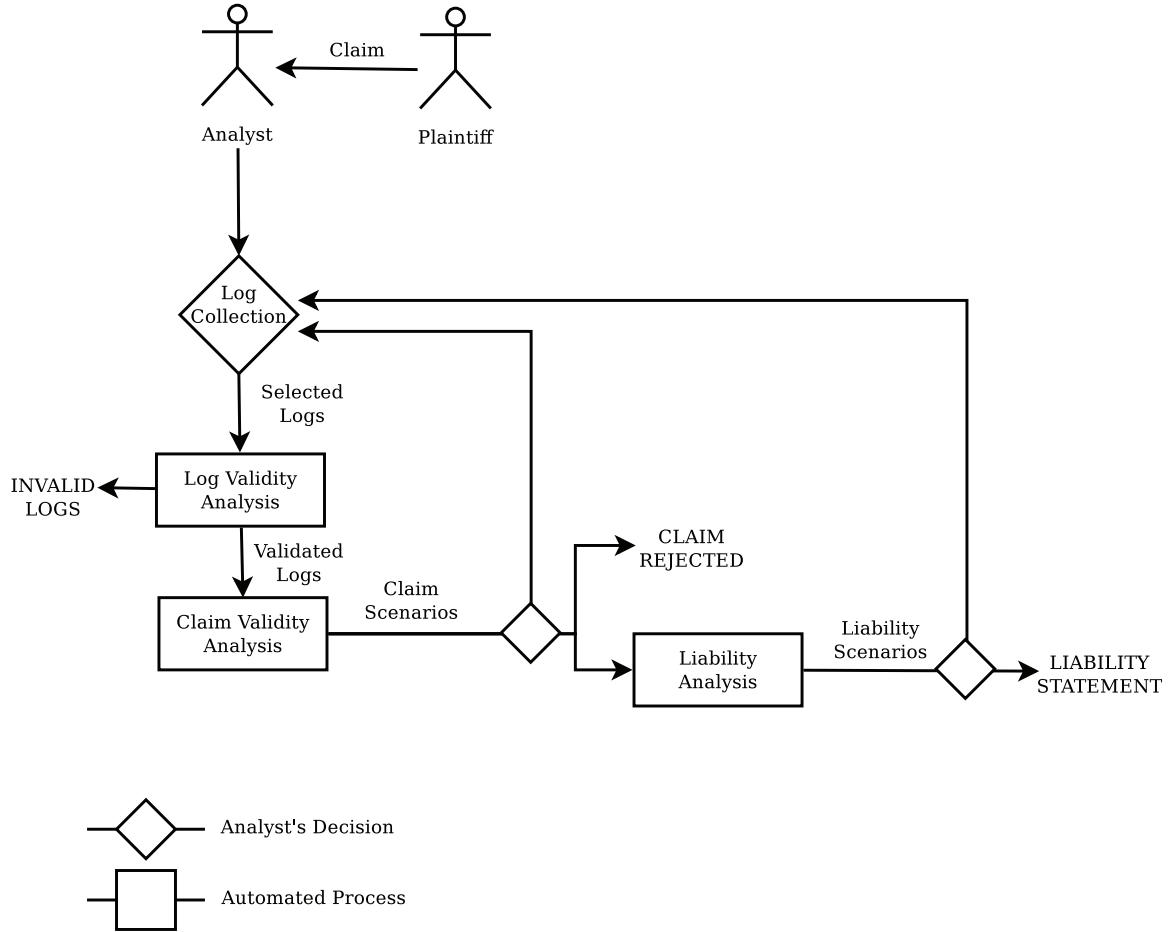 Claim
Analyst
Plaintiff
Log
Collection
Selected
Logs
Log Validity
Analysis
INVALID
LOGS
Validated
Logs
Claim Validity
Analysis
Claim
Scenarios
CLAIM
REJECTED
Liability
Analysis
Liability
Scenarios
LIABILITY
STATEMENT
Analyst's Decision
Automated Process